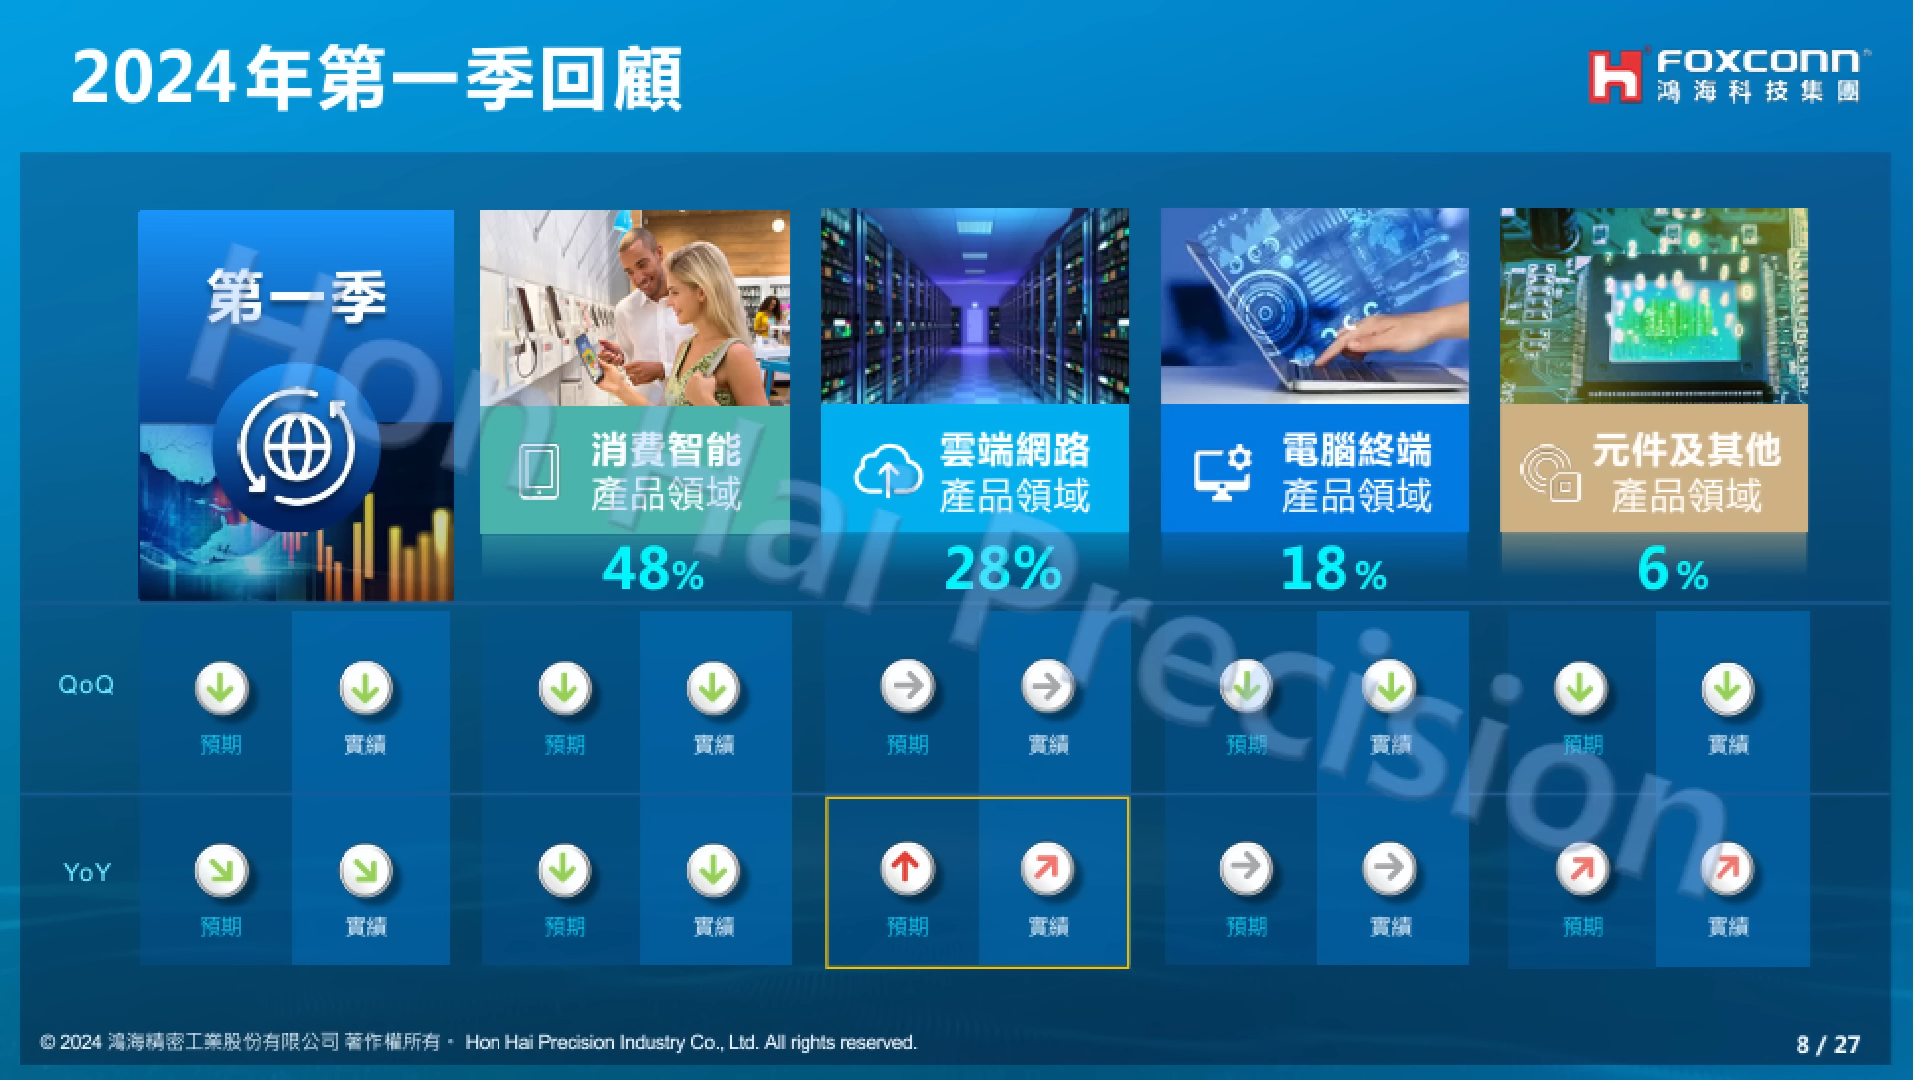 2024年第一季回顧
FOXCONN®
鴻海科技集團
第一季
消費智能
產品領域
48%
雲端網路
產品領域
28%
電腦終端
產品領域
18%
元件及其他
產品領域
6%
QoQ
預期 實績 預期 實績 預期 實績 預期 實績 預期 實績
YoY
預期 實績 預期 實績 預期 實績 預期 實績 預期 實績
Hon Hai Precision
© 2024 鴻海精密工業股份有限公司 著作權所有。 Hon Hai Precision Industry Co., Ltd. All rights reserved.
8 / 27